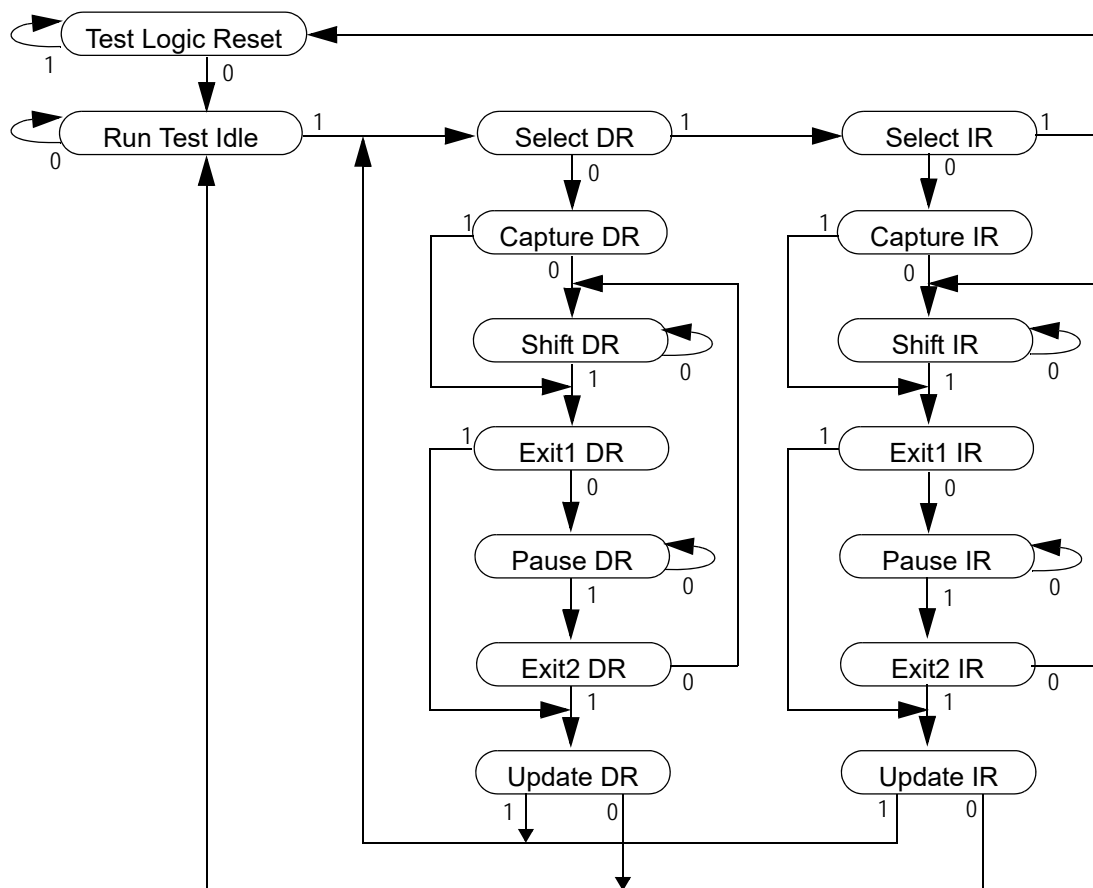 Test Logic Reset
1
0
Run Test Idle
1
Select DR
1
Select IR
1
0
0
0
1
Capture DR
1
Capture IR
0
0
Shift DR
Shift IR
0
0
1
1
1
Exit1 DR
1
Exit1 IR
0
0
Pause DR
Pause IR
0
0
1
1
Exit2 DR
Exit2 IR
0
0
1
1
Update DR
Update IR
1
0
1
0